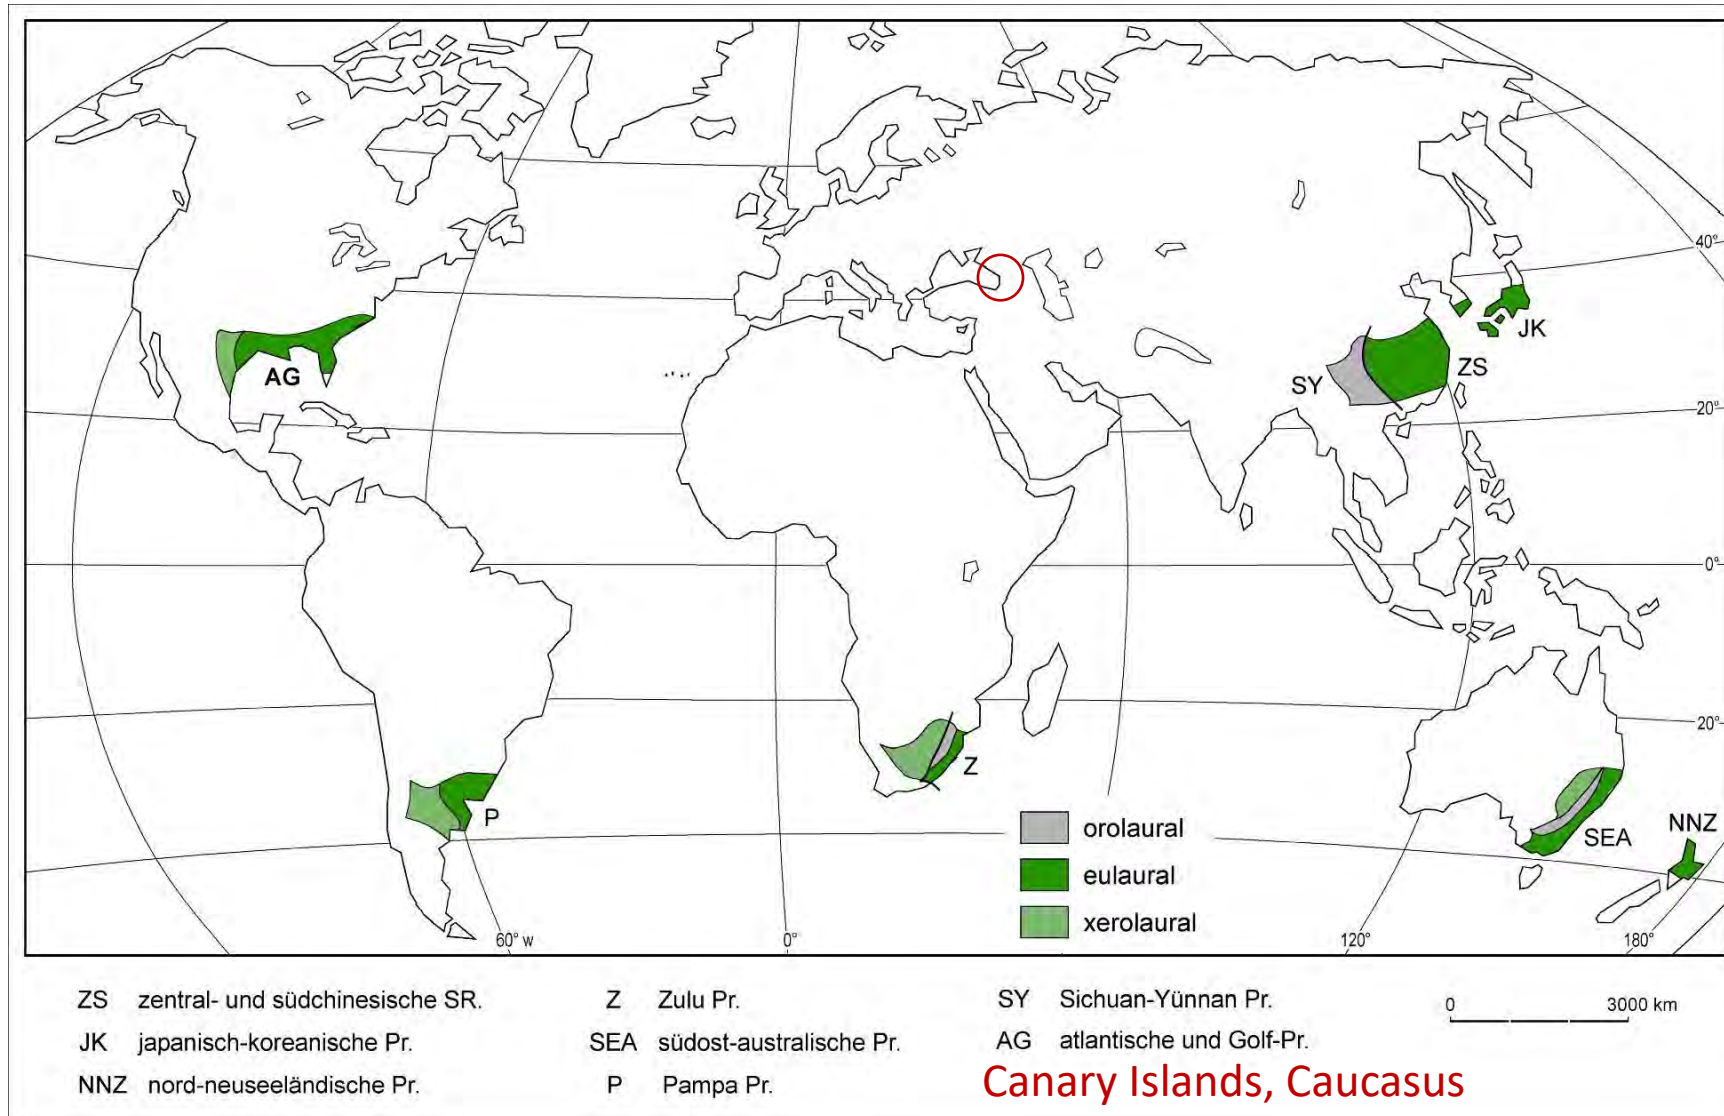 40°
JK
AG
SY
ZS
20°
0°
20°
Z
P
orolaural
eulaural
xerolaural
SEA
NNZ
60° w
0°
120°
180°
ZS zentral- und südchinesische SR.
Z Zulu Pr.
SY Sichuan-Yünnan Pr.
0 3000 km
JK japanisch-koreanische Pr.
SEA südost-australische Pr.
AG atlantische und Golf-Pr.
NNZ nord-neuseeländische Pr.
P Pampa Pr.
Canary Islands, Caucasus